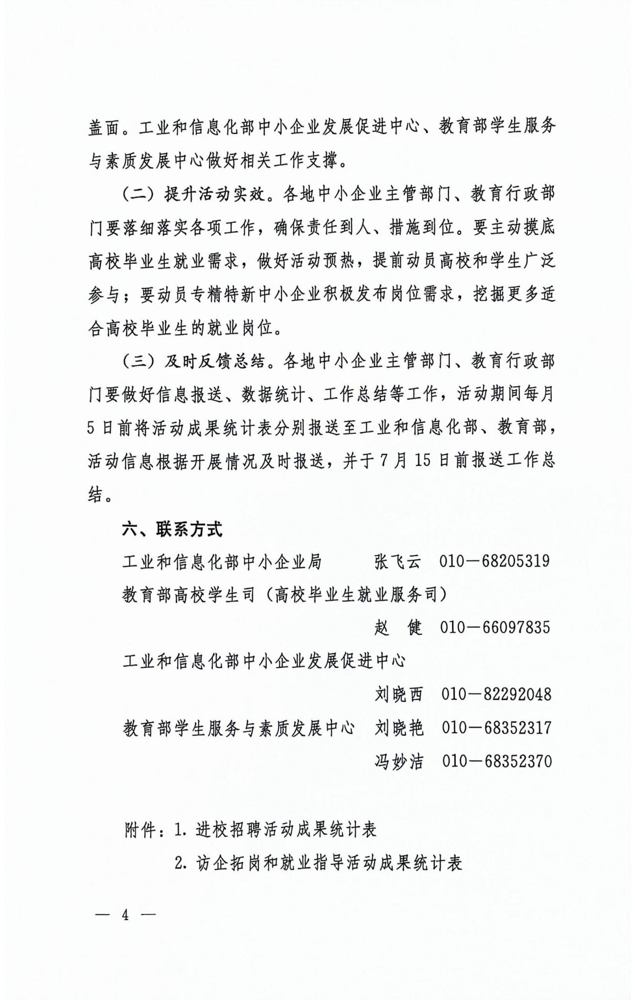 盖面。工业和信息化部中小企业发展促进中心、教育部学生服务
与素质发展中心做好相关工作支撑。
（二）提升活动实效。各地中小企业主管部门、教育行政部
门要落细落实各项工作，确保责任到人、措施到位。要主动摸底
高校毕业生就业需求，做好活动预热，提前动员高校和学生广泛
参与；要动员专精特新中小企业积极发布岗位需求，挖掘更多适
合高校毕业生的就业岗位。
（三）及时反馈总结。各地中小企业主管部门、教育行政部
门要做好信息报送、数据统计、工作总结等工作，活动期间每月
5日前将活动成果统计表分别报送至工业和信息化部、教育部，
活动信息根据开展情况及时报送，并于7月15日前报送工作总
结。
六、联系方式
工业和信息化部中小企业局 张飞云 010—68205319
教育部高校学生司（高校毕业生就业服务司）
赵 健 010—66097835
工业和信息化部中小企业发展促进中心
刘晓西 010—82292048
教育部学生服务与素质发展中心 刘晓艳 010—68352317
冯妙洁 010—68352370
附件：1. 进校招聘活动成果统计表
2. 访企拓岗和就业指导活动成果统计表
— 4 —